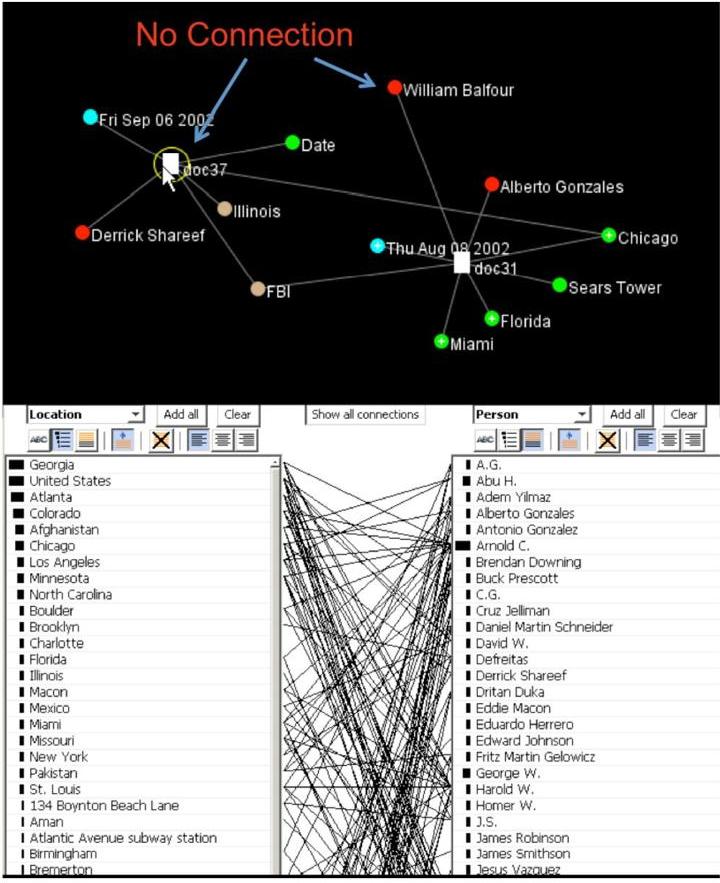 No Connection
William Balfour
Fri Sep 06 2002
Date
doc37
Alberto Gonzales
Illinois
Derrick Shareef
Chicago
Thu Aug 08 2002
doc31
FBI
Sears Tower
Florida
Miami
Location Add all Clear Show all connections Person Add all Clear
ABC ABC
Georgia A.G.
United States Abu H.
Atlanta Adem Yilmaz
Colorado Alberto Gonzales
Afghanistan Antonio Gonzalez
Chicago Arnold C.
Los Angeles Brendan Downing
Minnesota Buck Prescott
North Carolina C.G.
Boulder Cruz Jelliman
Brooklyn Daniel Martin Schneider
Charlotte David W.
Florida Defreitas
Illinois Derrick Shareef
Macon Dritan Duka
Mexico Eddie Macon
Miami Eduardo Herrero
Missouri Edward Johnson
New York Fritz Martin Gelowicz
Pakistan George W.
St. Louis Harold W.
134 Boynton Beach Lane Homer W.
Aman J.S.
Atlantic Avenue subway station James Robinson
Birmingham James Smithson
Bremerton Jesus Vazquez